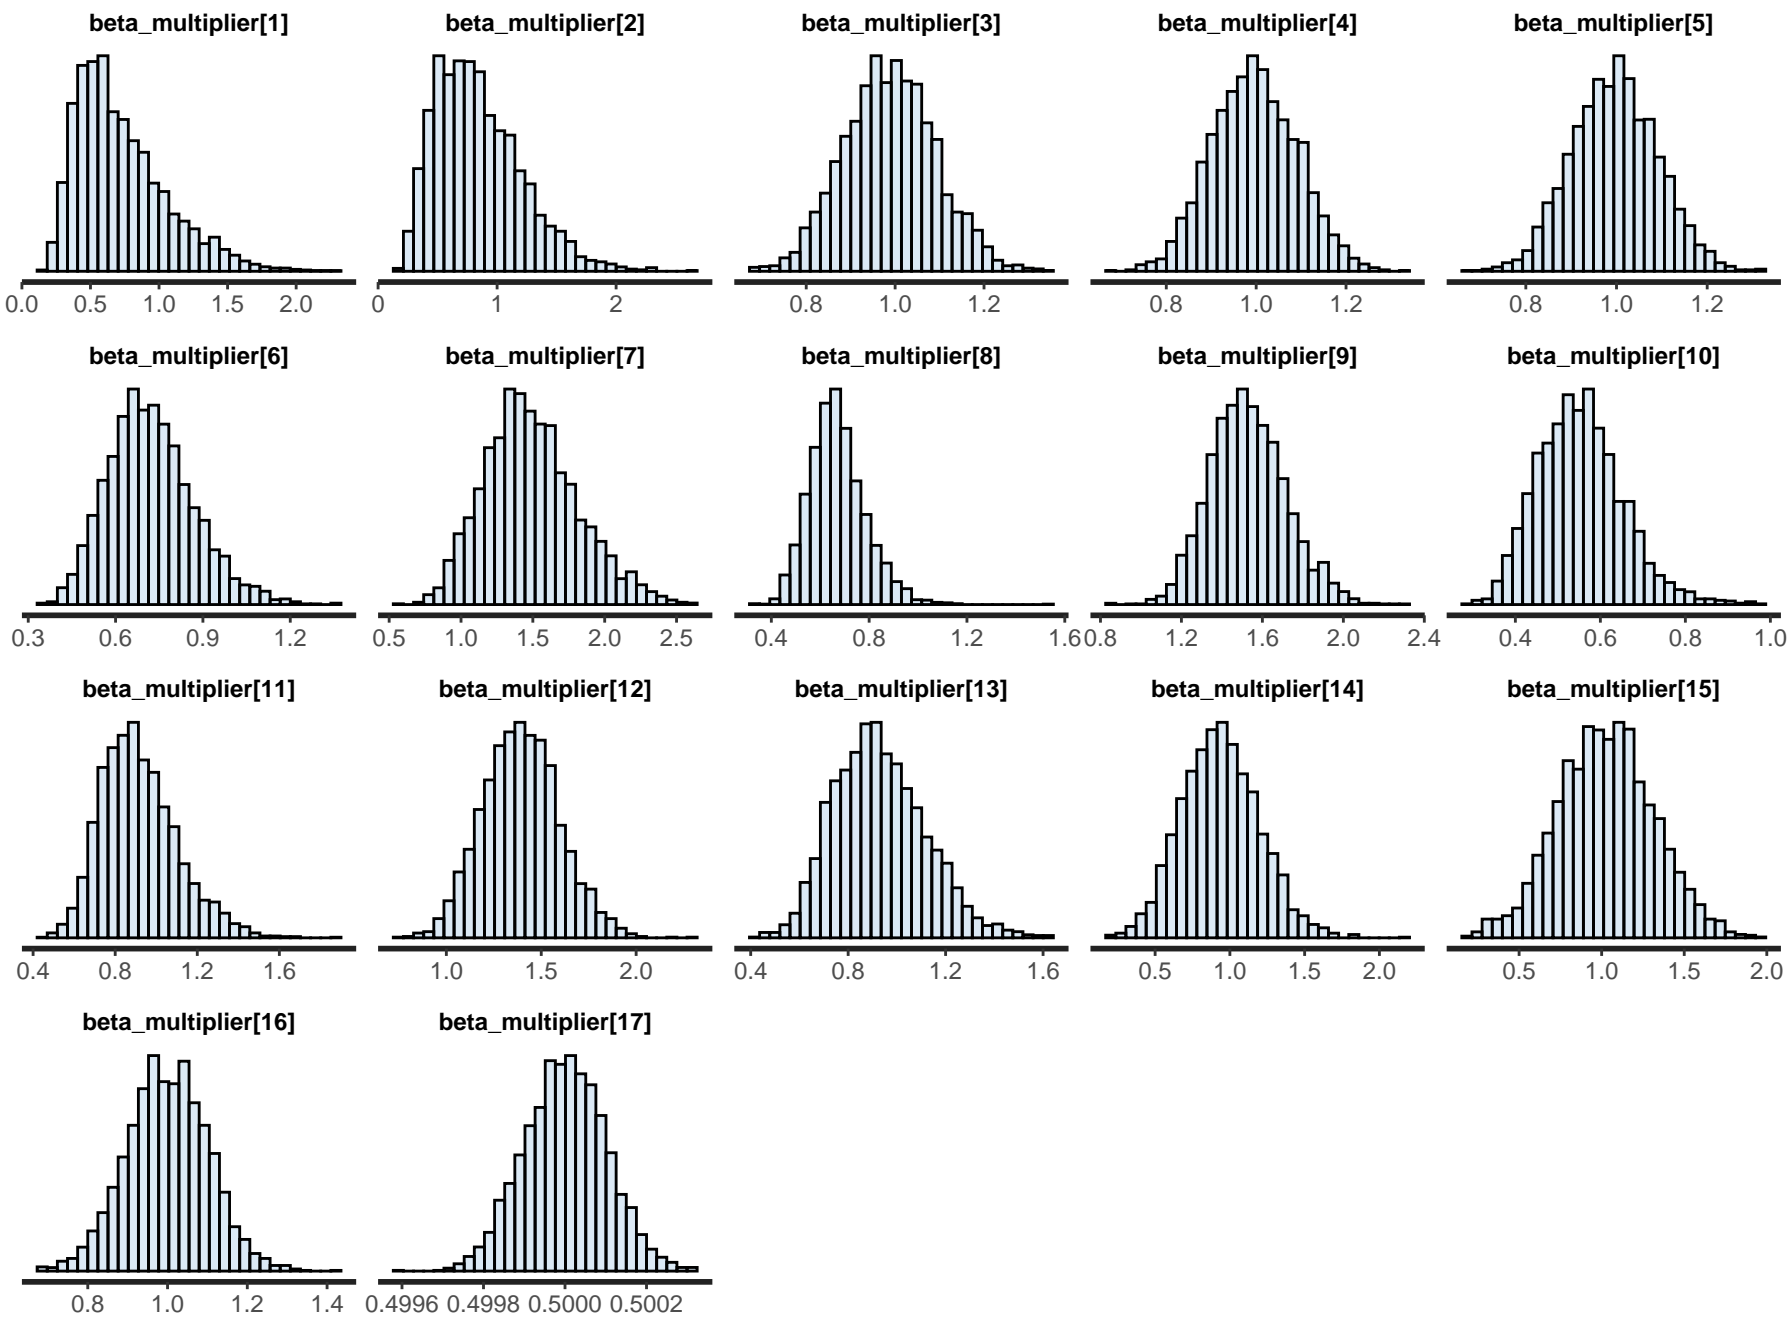 beta_multiplier[1] beta_multiplier[2] beta_multiplier[3] beta_multiplier[4] beta_multiplier[5]
0.0 0.5 1.0 1.5 2.0 0 1 2 0.8 1.0 1.2 0.8 1.0 1.2 0.8 1.0 1.2
beta_multiplier[6] beta_multiplier[7] beta_multiplier[8] beta_multiplier[9] beta_multiplier[10]
0.3 0.6 0.9 1.2 0.5 1.0 1.5 2.0 2.5 0.4 0.8 1.2 1.6 0.8 1.2 1.6 2.0 2.4 0.4 0.6 0.8 1.0
beta_multiplier[11] beta_multiplier[12] beta_multiplier[13] beta_multiplier[14] beta_multiplier[15]
0.4 0.8 1.2 1.6 1.0 1.5 2.0 0.4 0.8 1.2 1.6 0.5 1.0 1.5 2.0 0.5 1.0 1.5 2.0
beta_multiplier[16] beta_multiplier[17]
0.8 1.0 1.2 1.4 0.4996 0.4998 0.5000 0.5002